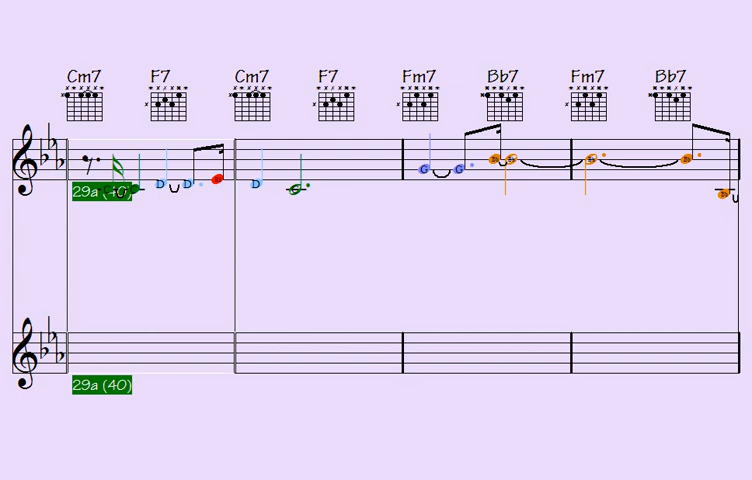 Cm7 F7 Cm7 F7 Fm7 Bb7 Fm7 Bb7
D D D G G
29a (40)
29a (40)